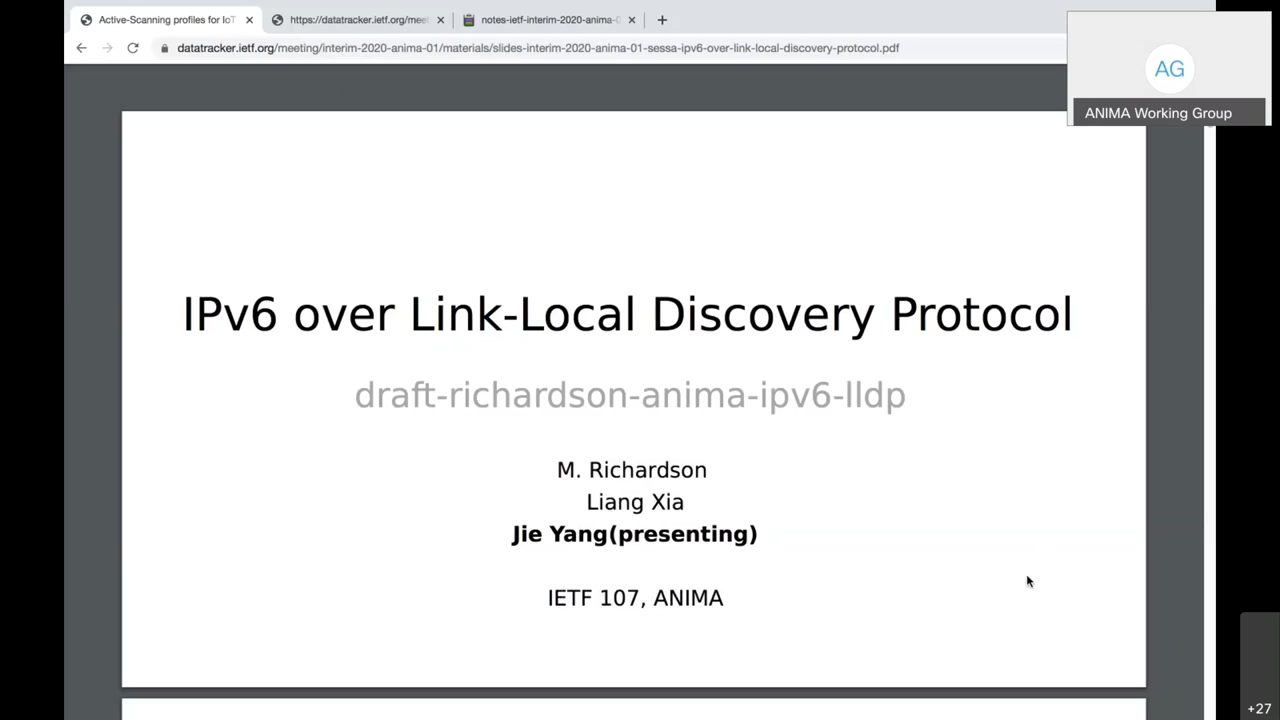 Active-Scanning profiles for IoT
https://datatracker.ietf.org/mee
notes-ietf-interim-2020-anima-0
datatracker.ietf.org/meeting/interim-2020-anima-01/materials/slides-interim-2020-anima-01-sessa-ipv6-over-link-local-discovery-protocol.pdf
AG
ANIMA Working Group
IPv6 over Link-Local Discovery Protocol
draft-richardson-anima-ipv6-lldp
M. Richardson
Liang Xia
Jie Yang(presenting)
IETF 107, ANIMA
+27